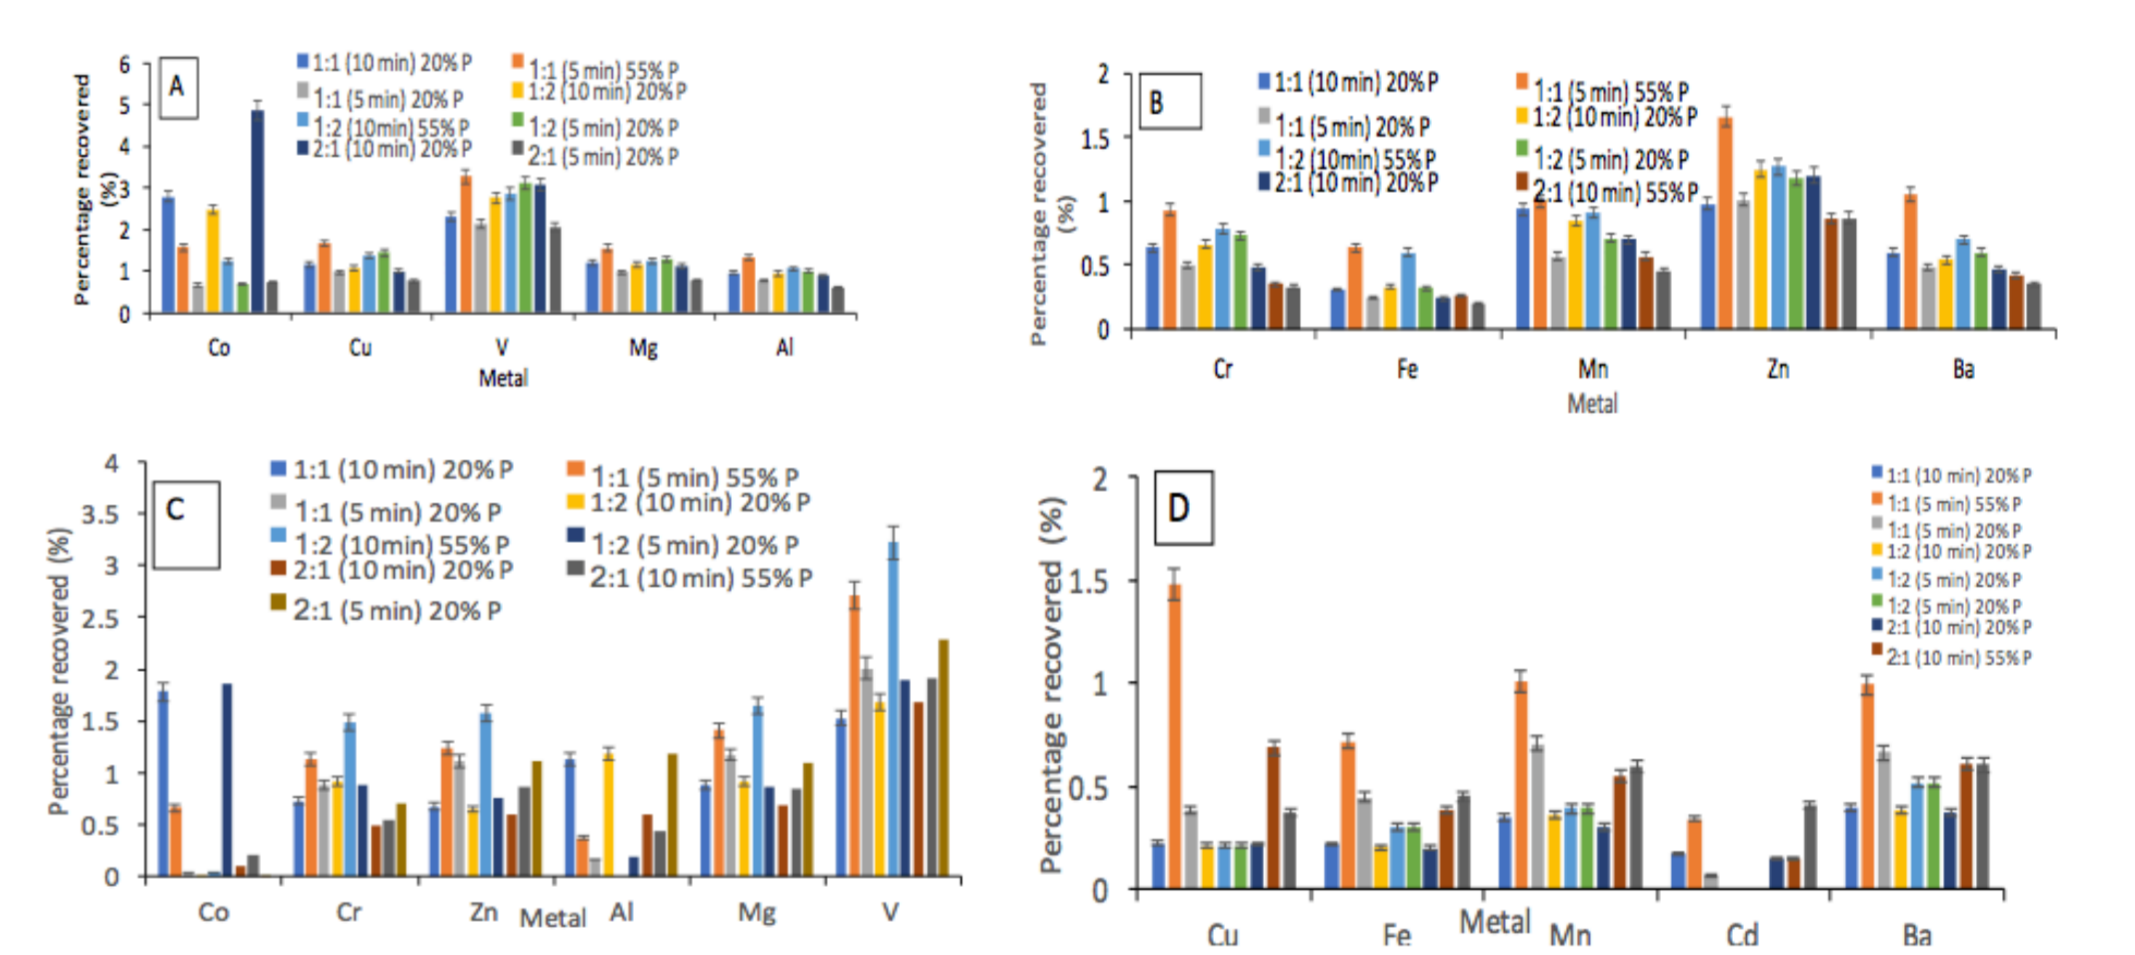 A
Percentage recovered
(%)
6
5
4
3
2
1
0
1:1 (10 min) 20% P
1:1 (5 min) 55% P
1:1 (5 min) 20% P
1:2 (10 min) 20% P
1:2 (10min) 55% P
1:2 (5 min) 20% P
2:1 (10 min) 20% P
2:1 (5 min) 20% P
Co Cu V Mg Al
Metal
B
Percentage recovered
(%)
2
1.5
1
0.5
0
1:1 (10 min) 20% P
1:1 (5 min) 55% P
1:1 (5 min) 20% P
1:2 (10 min) 20% P
1:2 (10min) 55% P
1:2 (5 min) 20% P
2:1 (10 min) 20% P
2:1 (10 min) 55% P
Cr Fe Mn Zn Ba
Metal
C
Percentage recovered (%)
4
3.5
3
2.5
2
1.5
1
0.5
0
1:1 (10 min) 20% P
1:1 (5 min) 55% P
1:1 (5 min) 20% P
1:2 (10 min) 20% P
1:2 (10min) 55% P
1:2 (5 min) 20% P
2:1 (10 min) 20% P
2:1 (10 min) 55% P
2:1 (5 min) 20% P
Co Cr Zn Al Mg V
Metal
D
Percentage recovered (%)
2
1.5
1
0.5
0
1:1 (10 min) 20% P
1:1 (5 min) 55% P
1:1 (5 min) 20% P
1:2 (10 min) 20% P
1:2 (5 min) 20% P
1:2 (5 min) 20% P
2:1 (10 min) 20% P
2:1 (10 min) 55% P
Cu Fe Mn Cd Ba
Metal